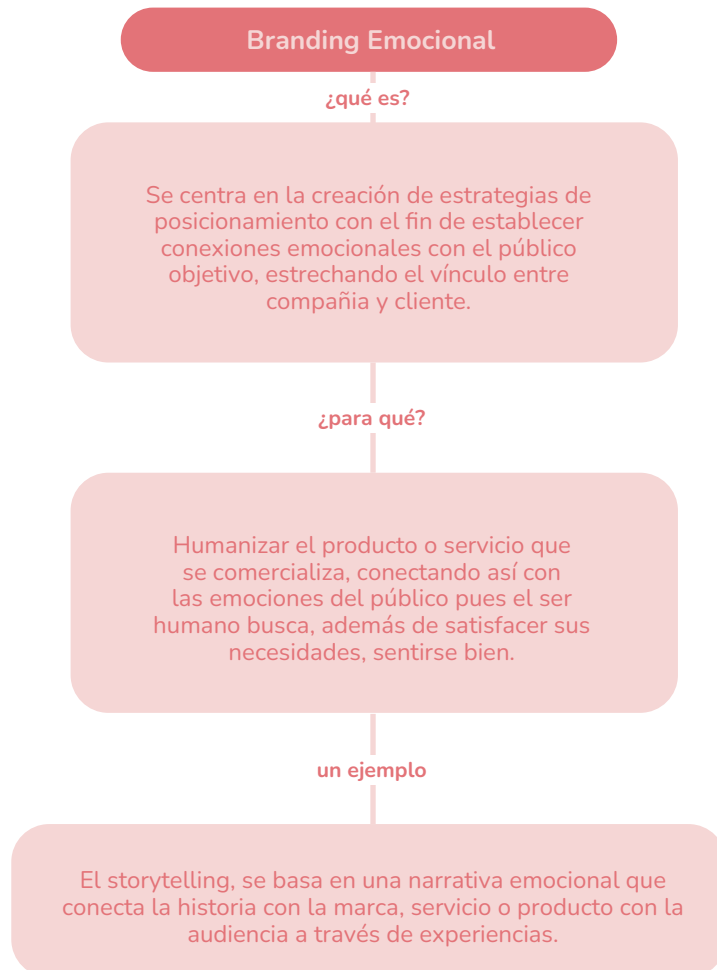 Branding Emocional
¿qué es?
Se centra en la creación de estrategias de
posicionamiento con el fin de establecer
conexiones emocionales con el público
objetivo, estrechando el vínculo entre
compañia y cliente.
¿para qué?
Humanizar el producto o servicio que
se comercializa, conectando así con
las emociones del público pues el ser
humano busca, además de satisfacer sus
necesidades, sentirse bien.
un ejemplo
El storytelling, se basa en una narrativa emocional que
conecta la historia con la marca, servicio o producto con la
audiencia a través de experiencias.